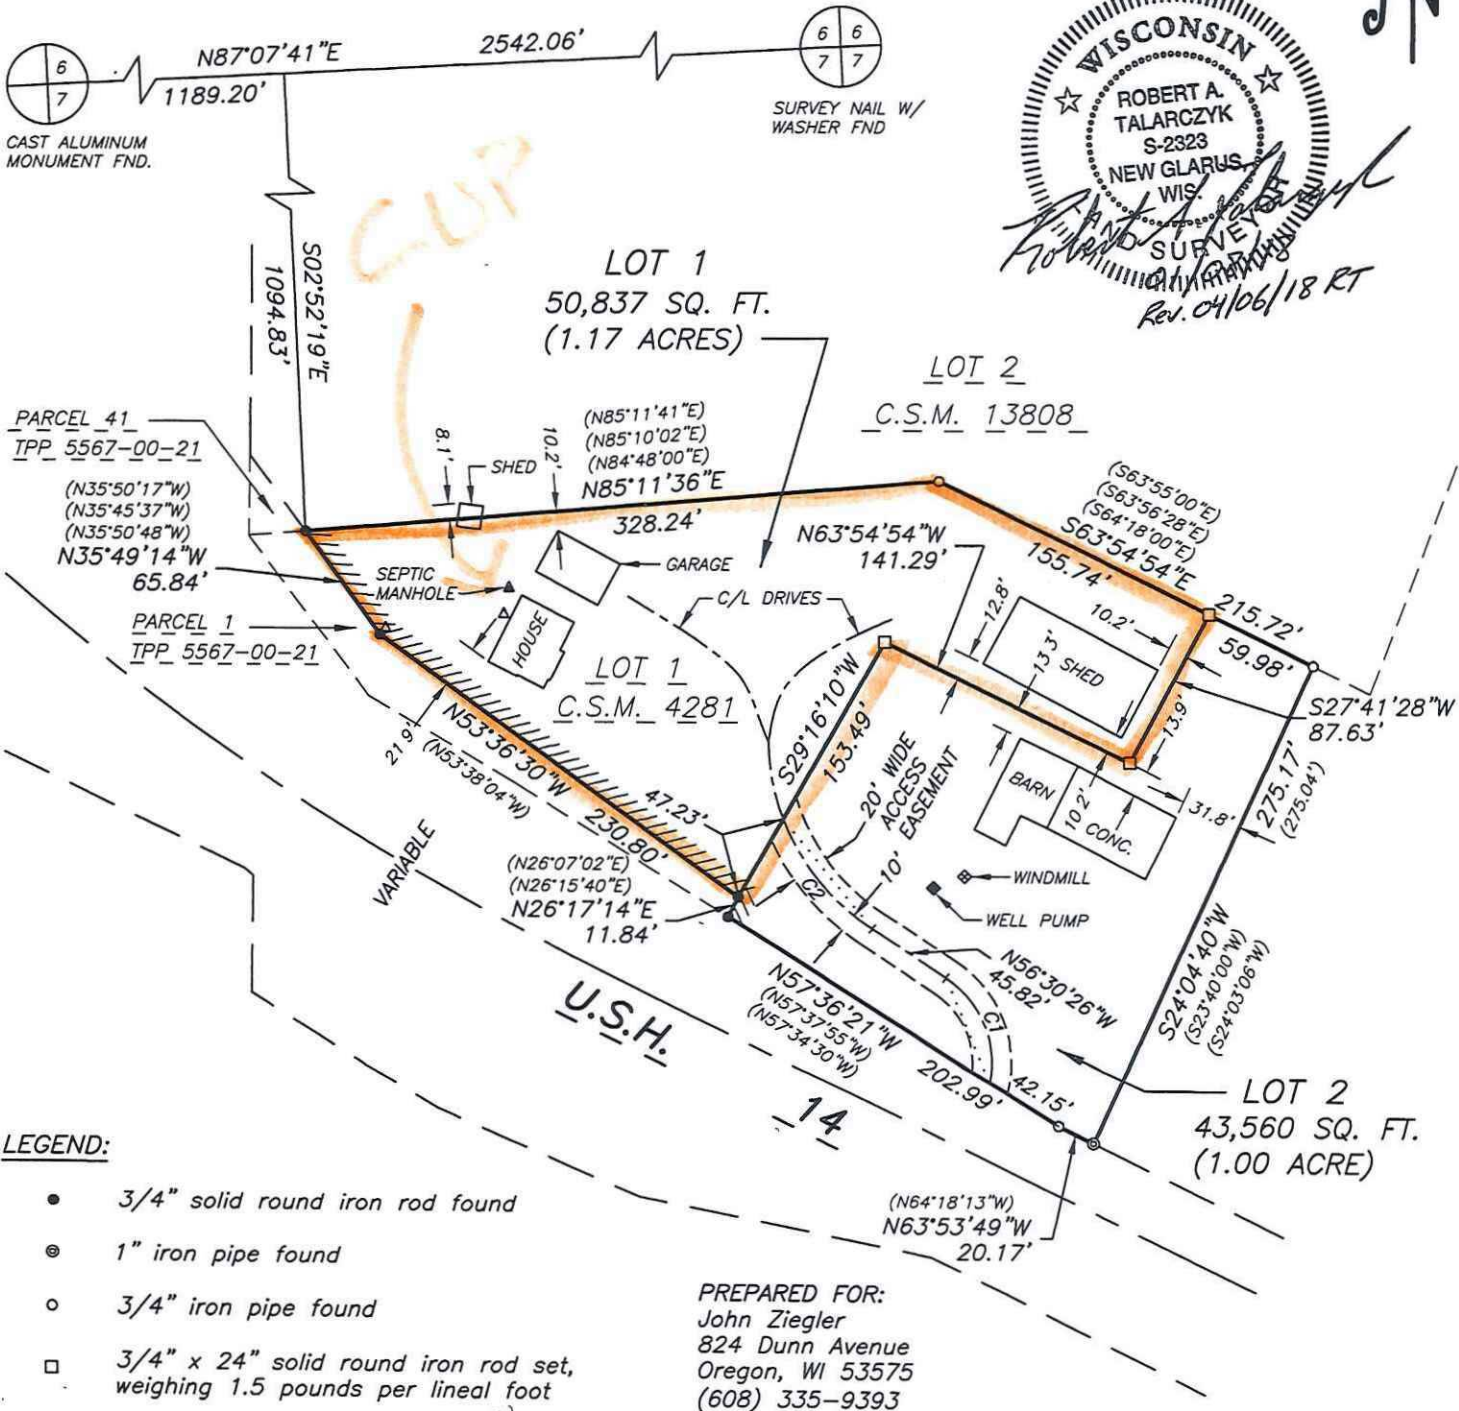 6
7
N87°07'41"E
2542.06'
1189.20'
6 6
7 7
CAST ALUMINUM
MONUMENT FND.
SURVEY NAIL W/
WASHER FND
WISCONSIN
ROBERT A.
TALARCZYK
S-2323
NEW GLARUS,
WIS.
SURVEYOR
Rev. 04/06/18 RT
CUP
S02°52'19"E
1094.83'
LOT 1
50,837 SQ. FT.
(1.17 ACRES)
LOT 2
C.S.M. 13808
PARCEL 41
TPP 5567-00-21
(N35°50'17"W)
(N35°45'37"W)
(N35°50'48"W)
N35°49'14"W
65.84'
PARCEL 1
TPP 5567-00-21
8.1'
SHED
10.2'
(N85°11'41"E)
(N85°10'02"E)
(N84°48'00"E)
N85°11'36"E
328.24'
(S63°55'00"E)
(S63°56'28"E)
(S64°18'00"E)
S63°54'54"E
155.74'
N63°54'54"W
141.29'
GARAGE
SEPTIC
MANHOLE
HOUSE
C/L DRIVES
12.8'
13.3'
SHED
10.2'
215.72'
59.98'
S27°41'28"W
87.63'
13.9'
LOT 1
C.S.M. 4281
S29°16'10"W
153.49'
21.9'
N53°36'30"W
(N53°38'04"W)
230.80'
47.23'
20' WIDE
ACCESS
EASEMENT
10'
BARN
10.2'
CONC.
31.8'
275.17'
(275.04')
WINDMILL
WELL PUMP
VARIABLE
(N26°07'02"E)
(N26°15'40"E)
N26°17'14"E
11.84'
C2
N56°30'26"W
45.82'
C1
S24°04'40"W
(S23°40'00"W)
(S24°03'06"W)
N57°36'21"W
(N57°37'55"W)
(N57°34'30"W)
202.99'
42.15'
U.S.H.
14
LOT 2
43,560 SQ. FT.
(1.00 ACRE)
(N64°18'13"W)
N63°53'49"W
20.17'
LEGEND:
3/4" solid round iron rod found
1" iron pipe found
3/4" iron pipe found
3/4" x 24" solid round iron rod set,
weighing 1.5 pounds per lineal foot
PREPARED FOR:
John Ziegler
824 Dunn Avenue
Oregon, WI 53575
(608) 335-9393